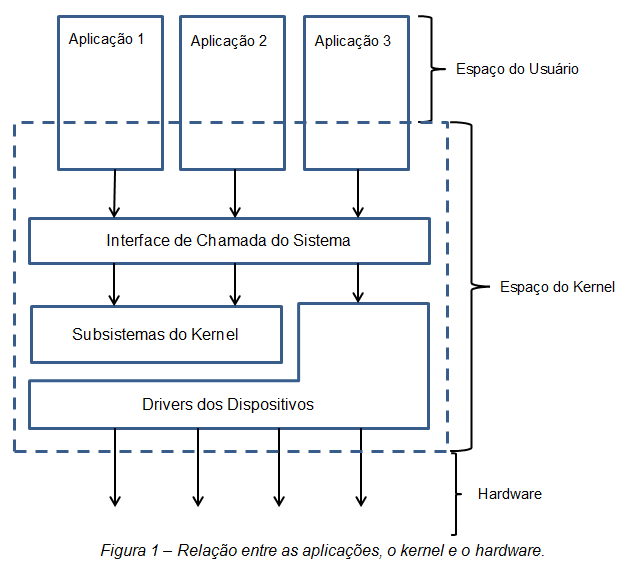 Aplicação 1
Aplicação 2
Aplicação 3
Espaço do Usuário
Interface de Chamada do Sistema
Espaço do Kernel
Subsistemas do Kernel
Drivers dos Dispositivos
Hardware
Figura 1 – Relação entre as aplicações, o kernel e o hardware.